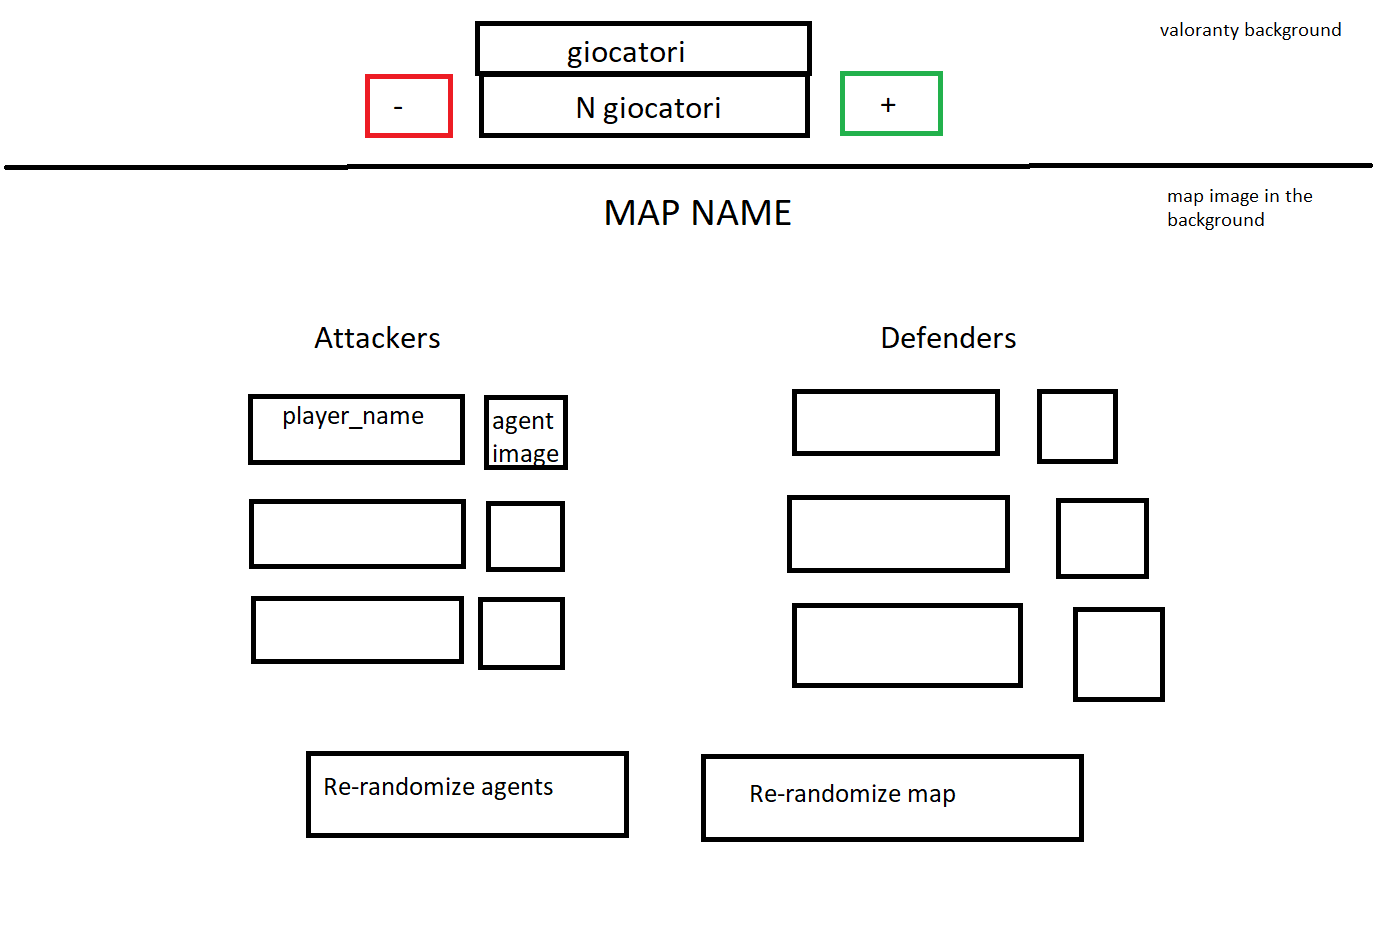 giocatori
valoranty background
-
N giocatori
+
MAP NAME
map image in the
background
Attackers
Defenders
player_name
agent
image
Re-randomize agents
Re-randomize map